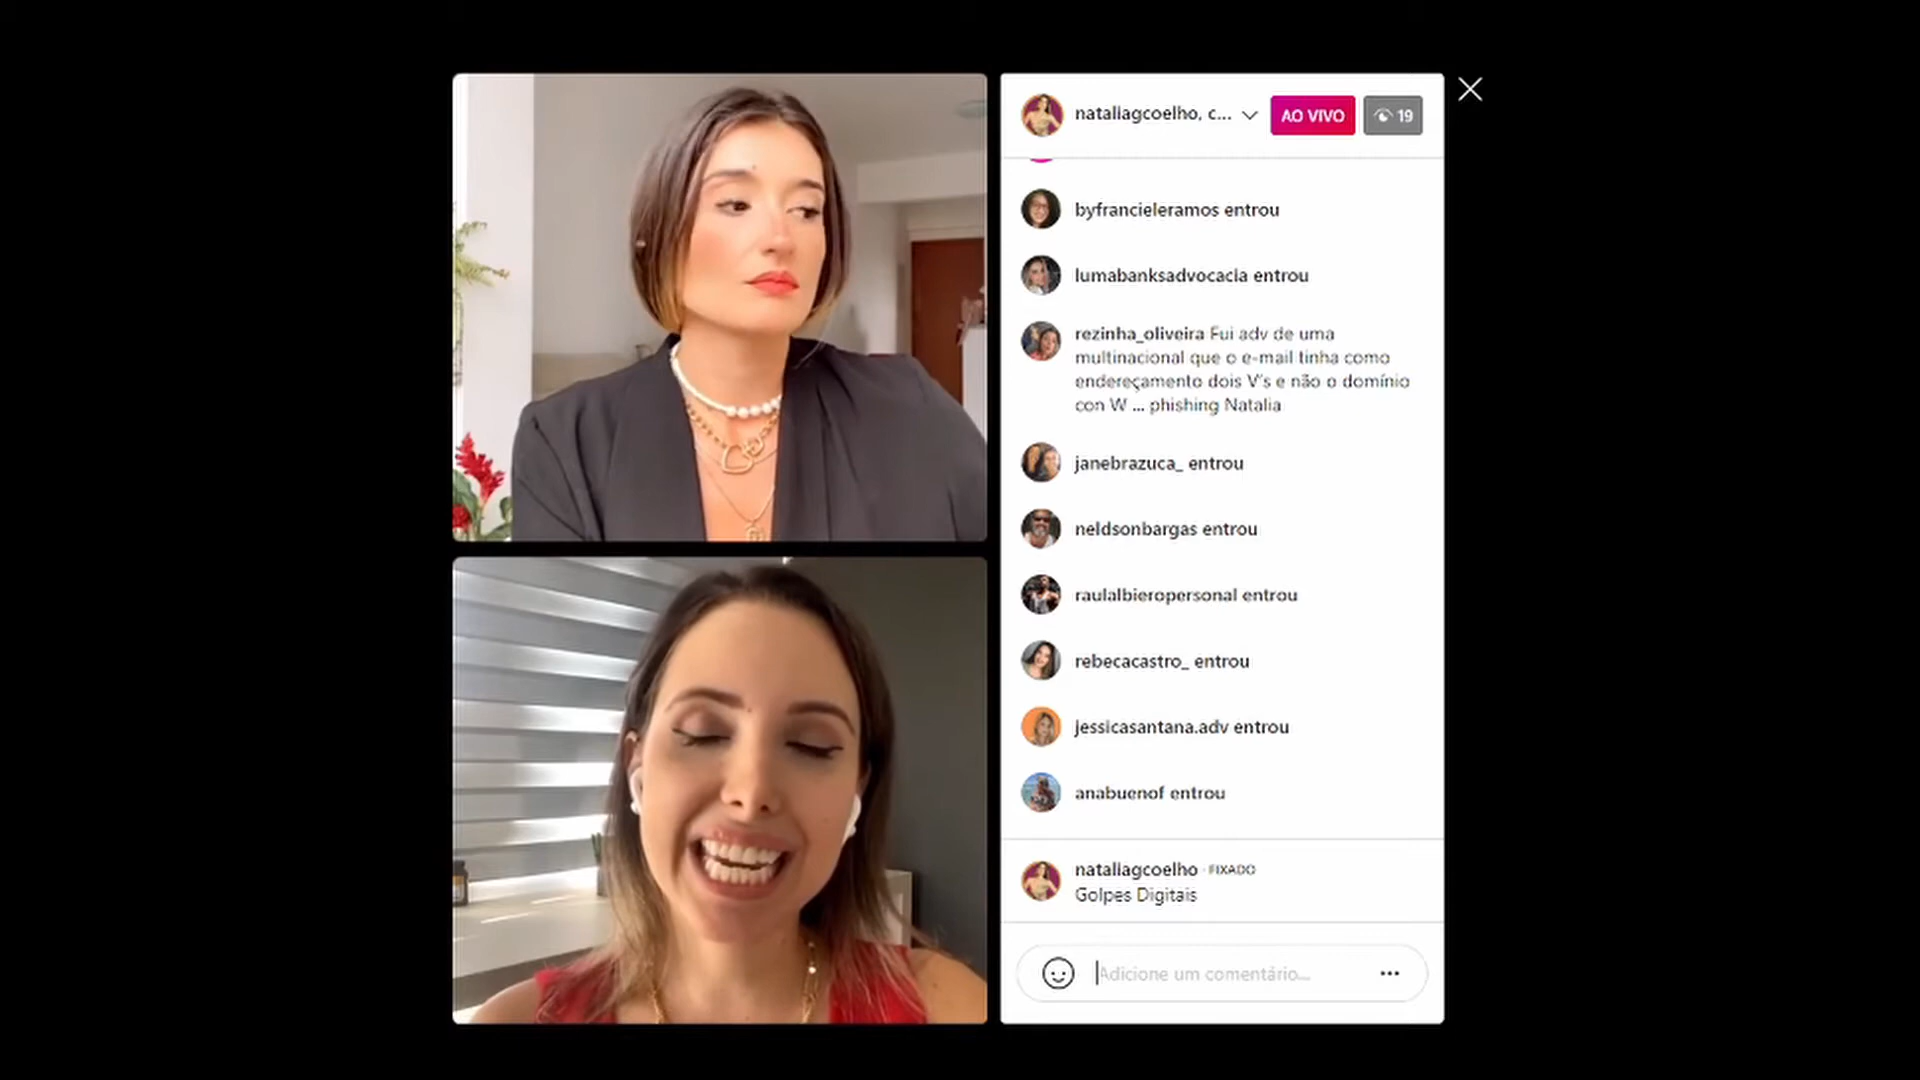 nataliagcoelho, c...
AO VIVO
19
byfrancieleramos entrou
lumabanksadvocacia entrou
rezinha_oliveira Fui adv de uma
multinacional que o e-mail tinha como
endereçamento dois V's e não o domínio
con W ... phishing Natalia
janebrazuca_ entrou
neldsonbargas entrou
raulalbieropersonal entrou
rebecacastro_ entrou
jessicasantana.adv entrou
anabuenof entrou
nataliagcoelho · FIXADO
Golpes Digitais
Adicione um comentário...